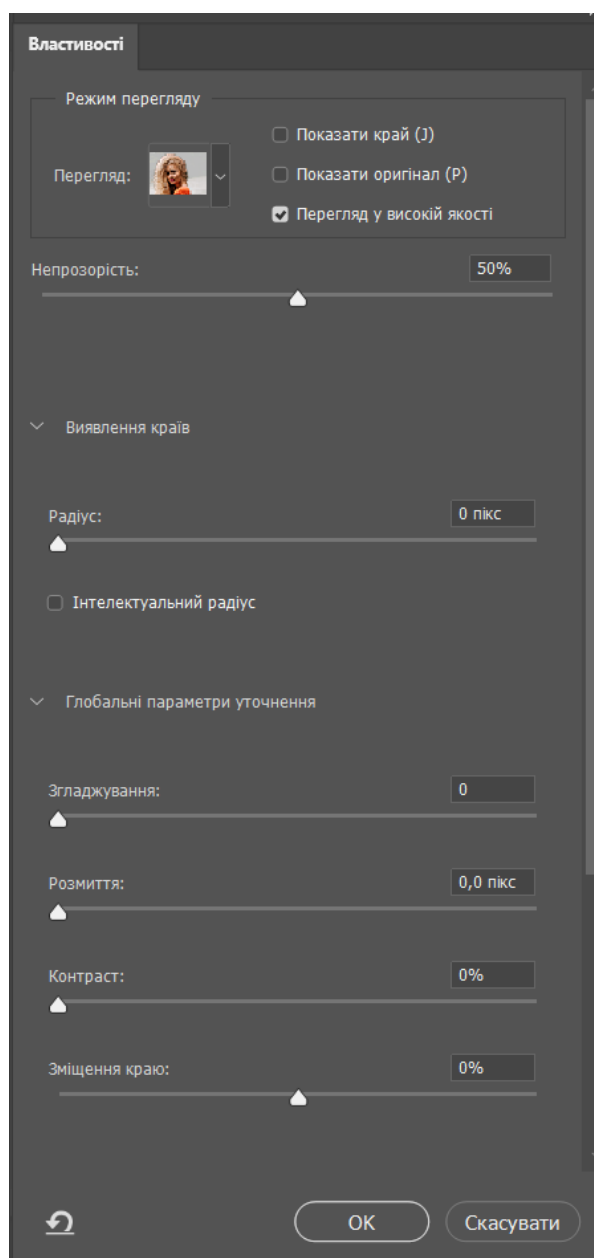 Властивості
Режим перегляду
Показати край (J)
Перегляд:
Показати оригінал (P)
Перегляд у високій якості
Непрозорість:
50%
Виявлення країв
Радіус:
0 пікс
Інтелектуальний радіус
Глобальні параметри уточнення
Згладжування:
0
Розмиття:
0,0 пікс
Контраст:
0%
Зміщення краю:
0%
OK
Скасувати